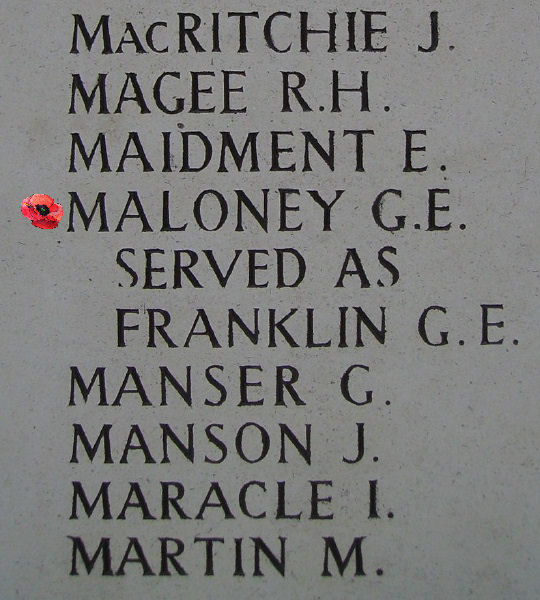 MacRITCHIE J.
MAGEE R.H.
MAIDMENT E.
MALONEY G.E.
SERVED AS
FRANKLIN G.E.
MANSER G.
MANSON J.
MARACLE I.
MARTIN M.